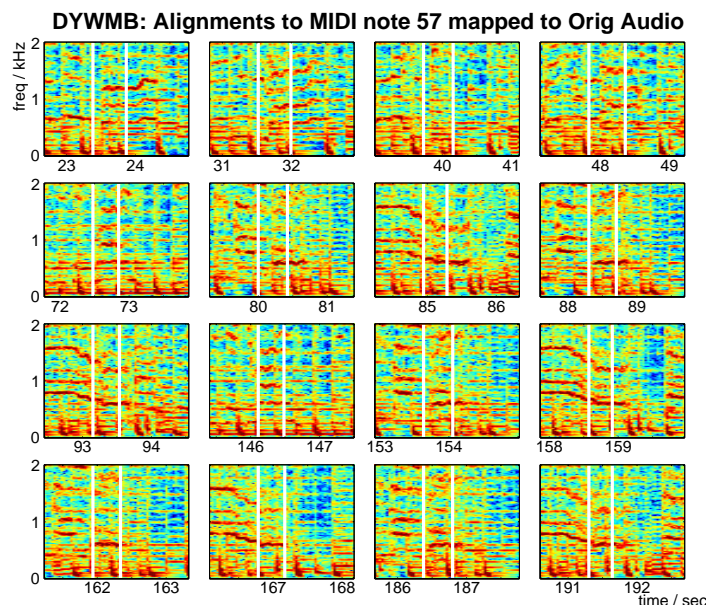 DYWMB: Alignments to MIDI note 57 mapped to Orig Audio
freq / kHz
2
1
0
23 24 31 32 40 41 48 49
2
1
0
72 73 80 81 85 86 88 89
2
1
0
93 94 146 147 153 154 158 159
2
1
0
162 163 167 168 186 187 191 192
time / sec